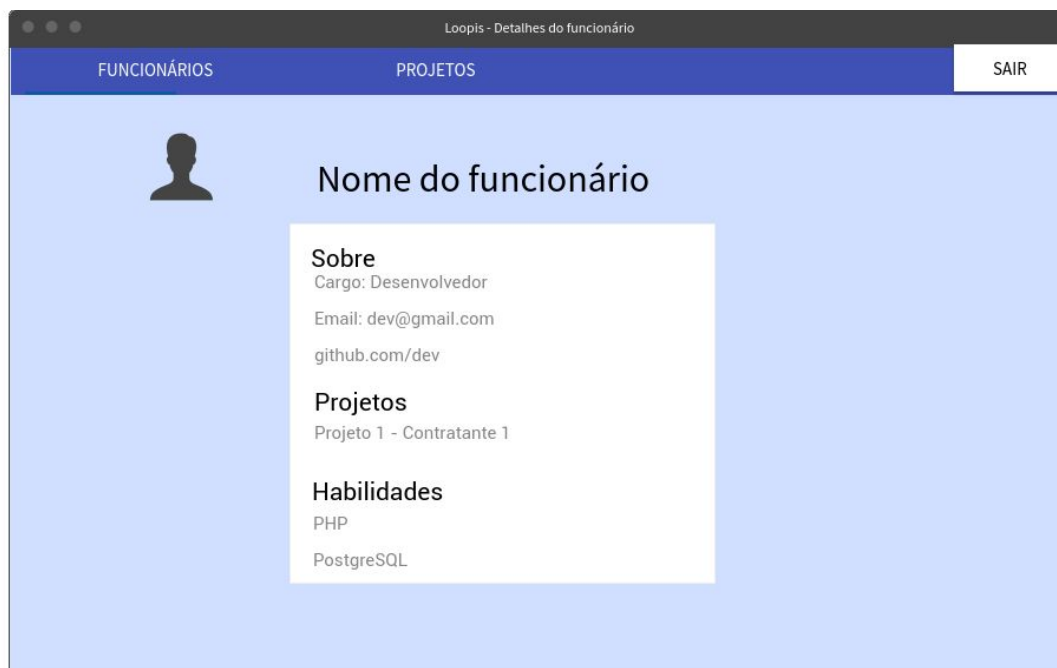 Loopis - Detalhes do funcionário
FUNCIONÁRIOS
PROJETOS
SAIR
Nome do funcionário
Sobre
Cargo: Desenvolvedor
Email: dev@gmail.com
github.com/dev
Projetos
Projeto 1 - Contratante 1
Habilidades
PHP
PostgreSQL